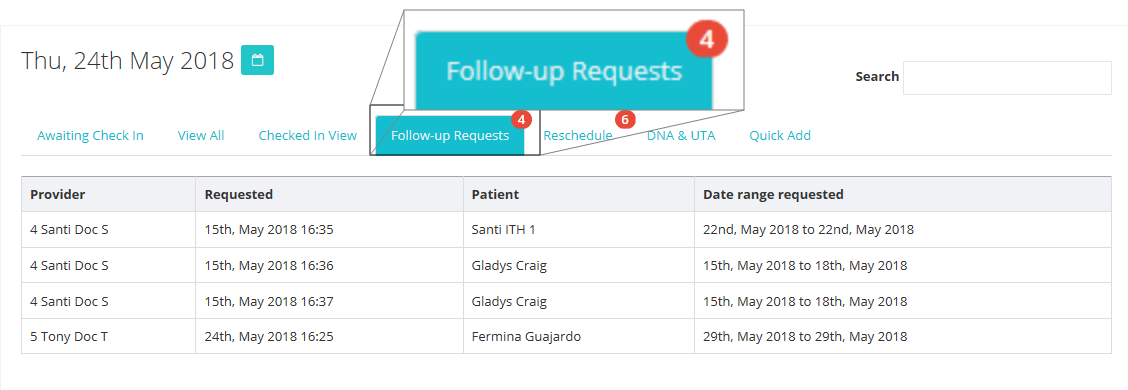 4
Follow-up Requests
Thu, 24th May 2018
Search
Awaiting Check In View All Checked In View Follow-up Requests 4 Reschedule 6 DNA & UTA Quick Add
Provider Requested Patient Date range requested
4 Santi Doc S 15th, May 2018 16:35 Santi ITH 1 22nd, May 2018 to 22nd, May 2018
4 Santi Doc S 15th, May 2018 16:36 Gladys Craig 15th, May 2018 to 18th, May 2018
4 Santi Doc S 15th, May 2018 16:37 Gladys Craig 15th, May 2018 to 18th, May 2018
5 Tony Doc T 24th, May 2018 16:25 Fermina Guajardo 29th, May 2018 to 29th, May 2018